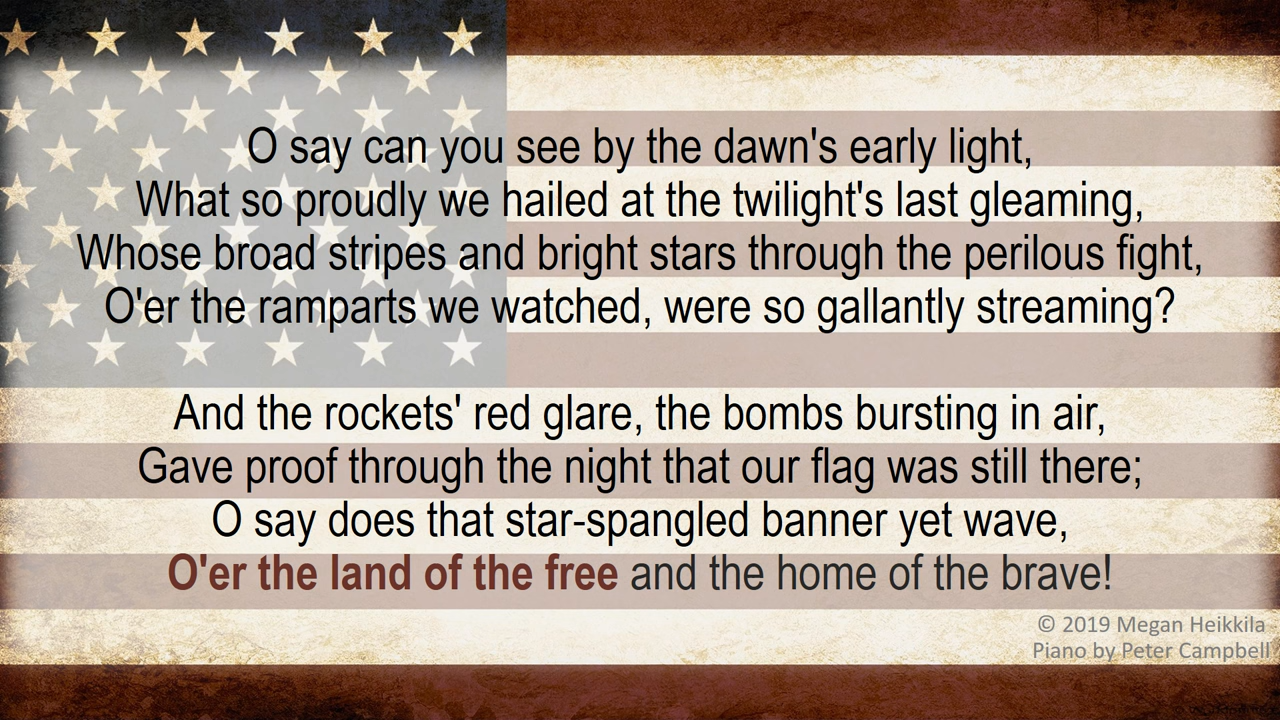 O say can you see by the dawn's early light,
What so proudly we hailed at the twilight's last gleaming,
Whose broad stripes and bright stars through the perilous fight,
O'er the ramparts we watched, were so gallantly streaming?
And the rockets' red glare, the bombs bursting in air,
Gave proof through the night that our flag was still there;
O say does that star-spangled banner yet wave,
O'er the land of the free and the home of the brave!
© 2019 Megan Heikkila
Piano by Peter Campbell